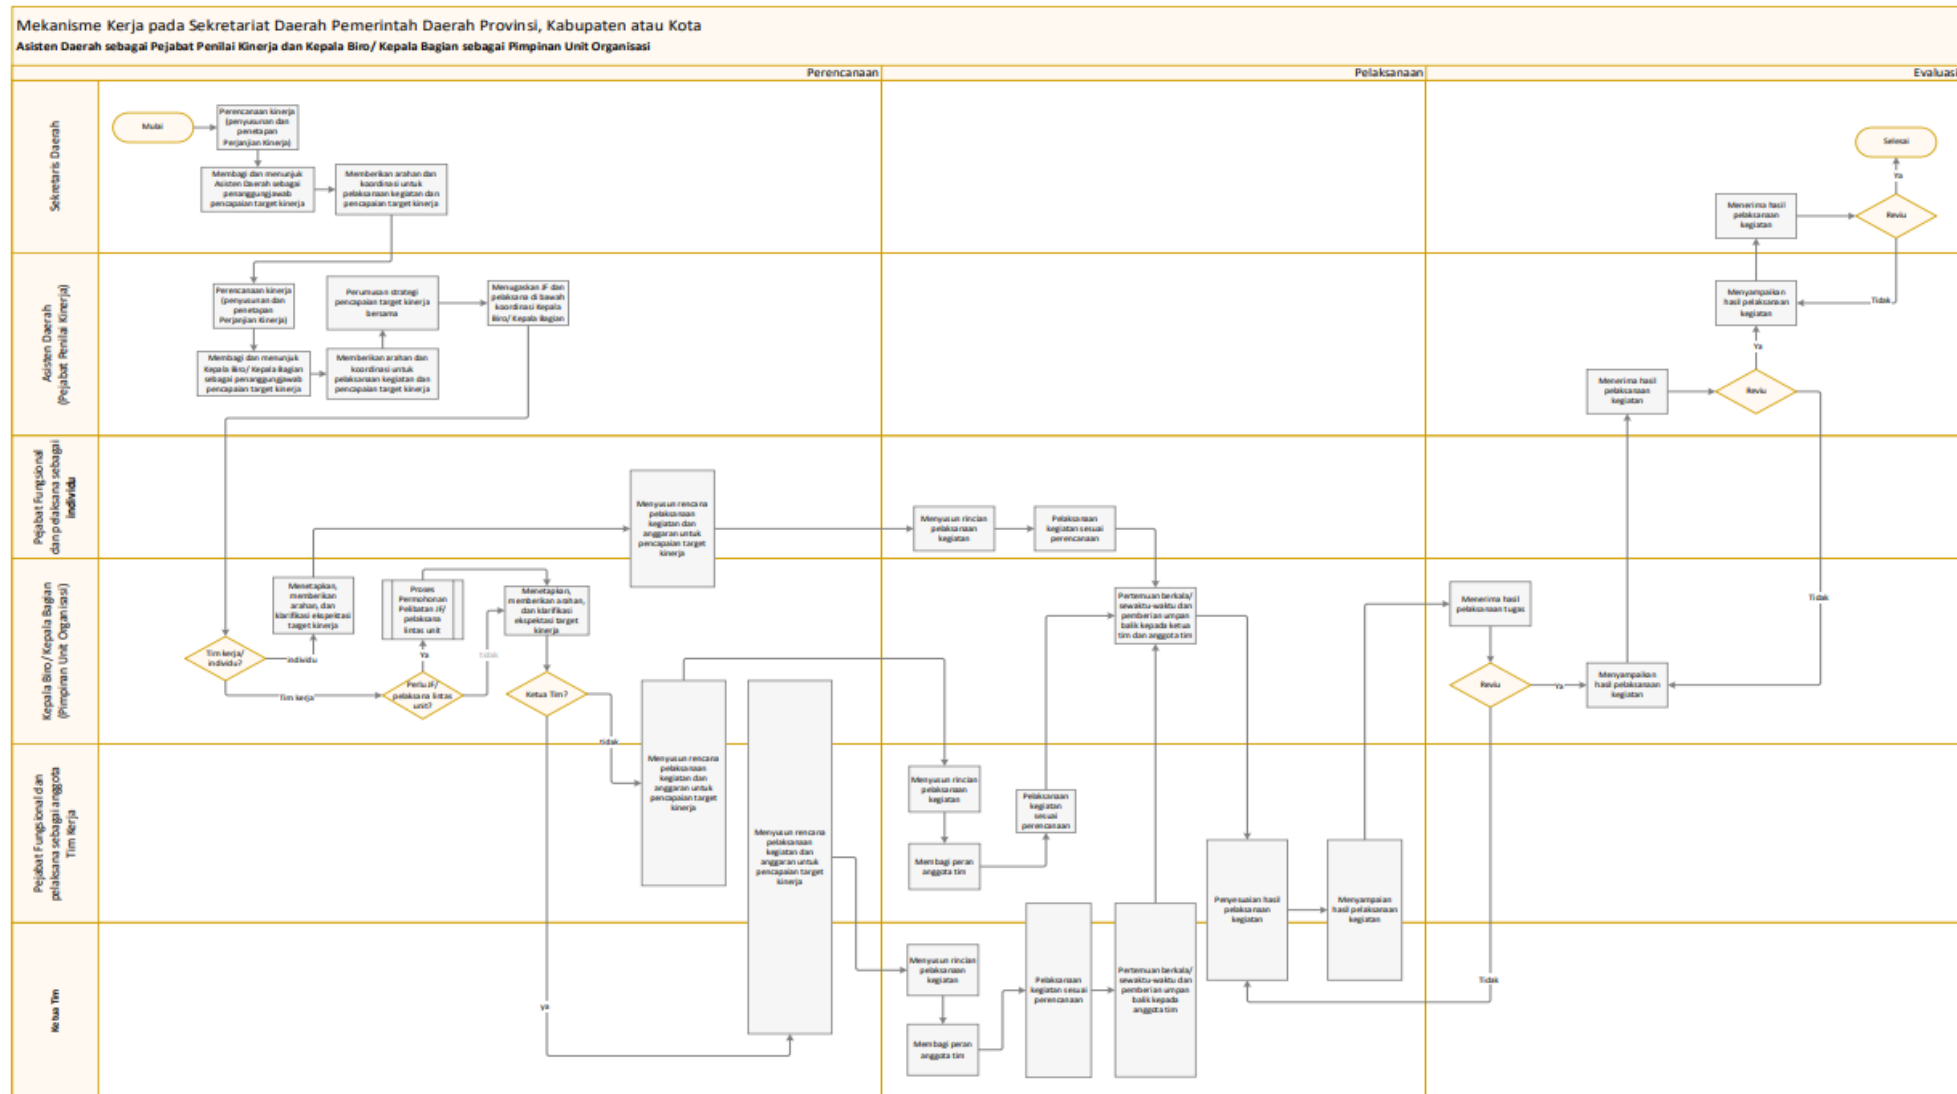 Mekanisme Kerja pada Sekretariat Daerah Pemerintah Daerah Provinsi, Kabupaten atau Kota
Asisten Daerah sebagai Pejabat Penilai Kinerja dan Kepala Biro/ Kepala Bagian sebagai Pimpinan Unit Organisasi
Perencanaan
Pelaksanaan
Evaluasi
Sekretaris Daerah
Mulai
Perencanaan kinerja
(penyusunan dan
penetapan
Perjanjian Kinerja)
Membagi dan menunjuk
Asisten Daerah sebagai
penanggungjawab
pencapaian target kinerja
Memberikan arahan dan
koordinasi untuk
pelaksanaan kegiatan dan
pencapaian target kinerja
Selesai
Ya
Menerima hasil
pelaksanaan
kegiatan
Reviu
Asisten Daerah
(Pejabat Penilai Kinerja)
Perencanaan kinerja
(penyusunan dan
penetapan
Perjanjian Kinerja)
Perumusan strategi
pencapaian target kinerja
bersama
Menugaskan JF dan
pelaksana di bawah
koordinasi Kepala
Biro/ Kepala Bagian
Membagi dan menunjuk
Kepala Biro/ Kepala Bagian
sebagai penanggungjawab
pencapaian target kinerja
Memberikan arahan dan
koordinasi untuk
pelaksanaan kegiatan dan
pencapaian target kinerja
Menyampaikan
hasil pelaksanaan
kegiatan
Tidak
Ya
Menerima hasil
pelaksanaan
kegiatan
Reviu
Pejabat Fungsional
dan pelaksana sebagai
individu
Menyusun rencana
pelaksanaan
kegiatan dan
anggaran untuk
pencapaian target
kinerja
Menyusun rincian
pelaksanaan
kegiatan
Pelaksanaan
kegiatan sesuai
perencanaan
Kepala Biro/ Kepala Bagian
(Pimpinan Unit Organisasi)
Menetapkan,
memberikan
arahan, dan
klarifikasi ekspektasi
target kinerja
Proses
Permohonan
Pelibatan JF/
pelaksana
lintas unit
Menetapkan,
memberikan arahan,
dan klarifikasi
ekspektasi target
kinerja
Tim kerja/
individu?
individu
Tim kerja
Ya
tidak
Perlu JF/
pelaksana lintas
unit?
Ketua Tim?
tidak
Pertemuan berkala/
sewaktu-waktu dan
pemberian umpan
balik kepada ketua
tim dan anggota tim
Menerima hasil
pelaksanaan tugas
Tidak
Reviu
Ya
Menyampaikan
hasil pelaksanaan
kegiatan
Pejabat Fungsional dan
pelaksana sebagai anggota
Tim Kerja
Menyusun rencana
pelaksanaan
kegiatan dan
anggaran untuk
pencapaian target
kinerja
Menyusun rencana
pelaksanaan
kegiatan dan
anggaran untuk
pencapaian target
kinerja
Menyusun rincian
pelaksanaan
kegiatan
Pelaksanaan
kegiatan
sesuai
perencanaan
Membagi peran
anggota tim
Penyesuaian hasil
pelaksanaan
kegiatan
Menyampaian
hasil pelaksanaan
kegiatan
Ketua Tim
ya
Menyusun rincian
pelaksanaan
kegiatan
Membagi peran
anggota tim
Pelaksanaan
kegiatan sesuai
perencanaan
Pertemuan berkala/
sewaktu-waktu dan
pemberian umpan
balik kepada
anggota tim
Tidak